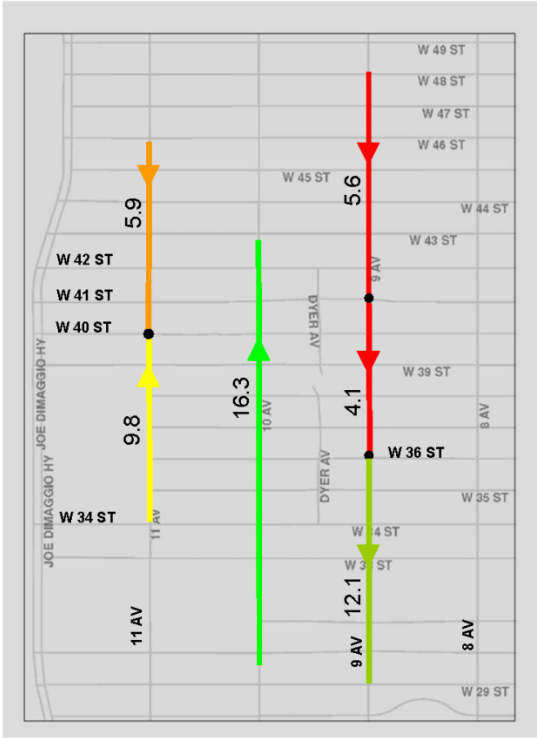 W 49 ST
W 48 ST
W 47 ST
W 46 ST
W 45 ST
5.9
5.6
W 44 ST
W 43 ST
W 42 ST
9 AV
W 41 ST
DYER AV
W 40 ST
JOE DIMAGGIO HY
W 39 ST
16.3
4.1
9.8
10 AV
8 AV
W 36 ST
JOE DIMAGGIO HY
DYER AV
W 35 ST
W 34 ST
11 AV
W 34 ST
W 33 ST
12.1
11 AV
9 AV
8 AV
W 29 ST